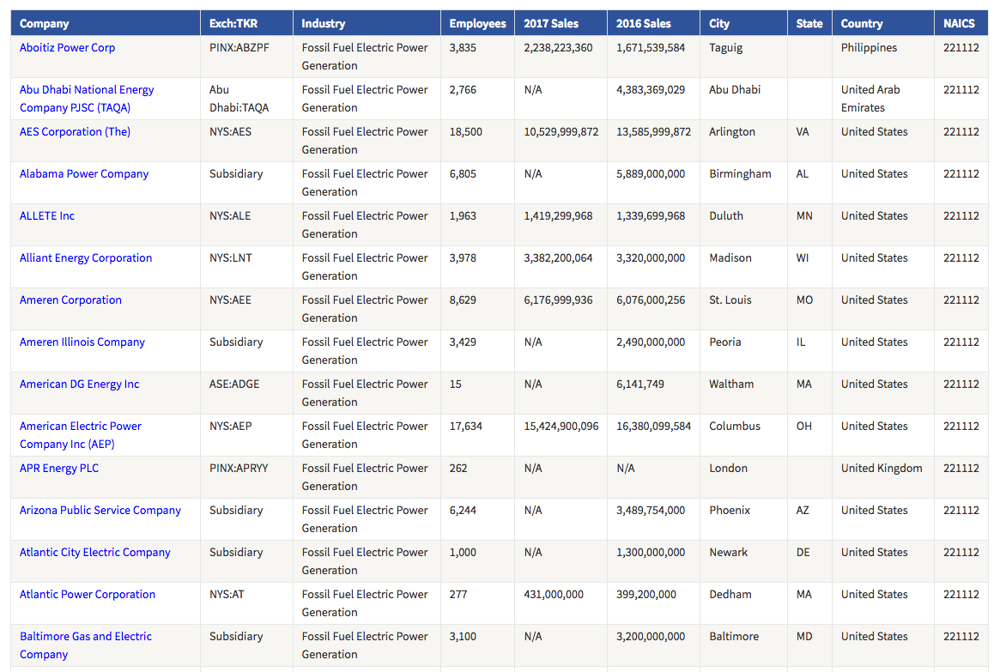 Company Exch:TKR Industry Employees 2017 Sales 2016 Sales City State Country NAICS
Aboitiz Power Corp PINX:ABZPF Fossil Fuel Electric Power 3,835 2,238,223,360 1,671,539,584 Taguig Philippines 221112
Generation
Abu Dhabi National Energy Abu Fossil Fuel Electric Power 2,766 N/A 4,383,369,029 Abu Dhabi United Arab 221112
Company PJSC (TAQA) Dhabi:TAQA Generation Emirates
AES Corporation (The) NYS:AES Fossil Fuel Electric Power 18,500 10,529,999,872 13,585,999,872 Arlington VA United States 221112
Generation
Alabama Power Company Subsidiary Fossil Fuel Electric Power 6,805 N/A 5,889,000,000 Birmingham AL United States 221112
Generation
ALLETE Inc NYS:ALE Fossil Fuel Electric Power 1,963 1,419,299,968 1,339,699,968 Duluth MN United States 221112
Generation
Alliant Energy Corporation NYS:LNT Fossil Fuel Electric Power 3,978 3,382,200,064 3,320,000,000 Madison WI United States 221112
Generation
Ameren Corporation NYS:AEE Fossil Fuel Electric Power 8,629 6,176,999,936 6,076,000,256 St. Louis MO United States 221112
Generation
Ameren Illinois Company Subsidiary Fossil Fuel Electric Power 3,429 N/A 2,490,000,000 Peoria IL United States 221112
Generation
American DG Energy Inc ASE:ADGE Fossil Fuel Electric Power 15 N/A 6,141,749 Waltham MA United States 221112
Generation
American Electric Power NYS:AEP Fossil Fuel Electric Power 17,634 15,424,900,096 16,380,099,584 Columbus OH United States 221112
Company Inc (AEP) Generation
APR Energy PLC PINX:APRYY Fossil Fuel Electric Power 262 N/A N/A London United Kingdom 221112
Generation
Arizona Public Service Company Subsidiary Fossil Fuel Electric Power 6,244 N/A 3,489,754,000 Phoenix AZ United States 221112
Generation
Atlantic City Electric Company Subsidiary Fossil Fuel Electric Power 1,000 N/A 1,300,000,000 Newark DE United States 221112
Generation
Atlantic Power Corporation NYS:AT Fossil Fuel Electric Power 277 431,000,000 399,200,000 Dedham MA United States 221112
Generation
Baltimore Gas and Electric Subsidiary Fossil Fuel Electric Power 3,100 N/A 3,200,000,000 Baltimore MD United States 221112
Company Generation